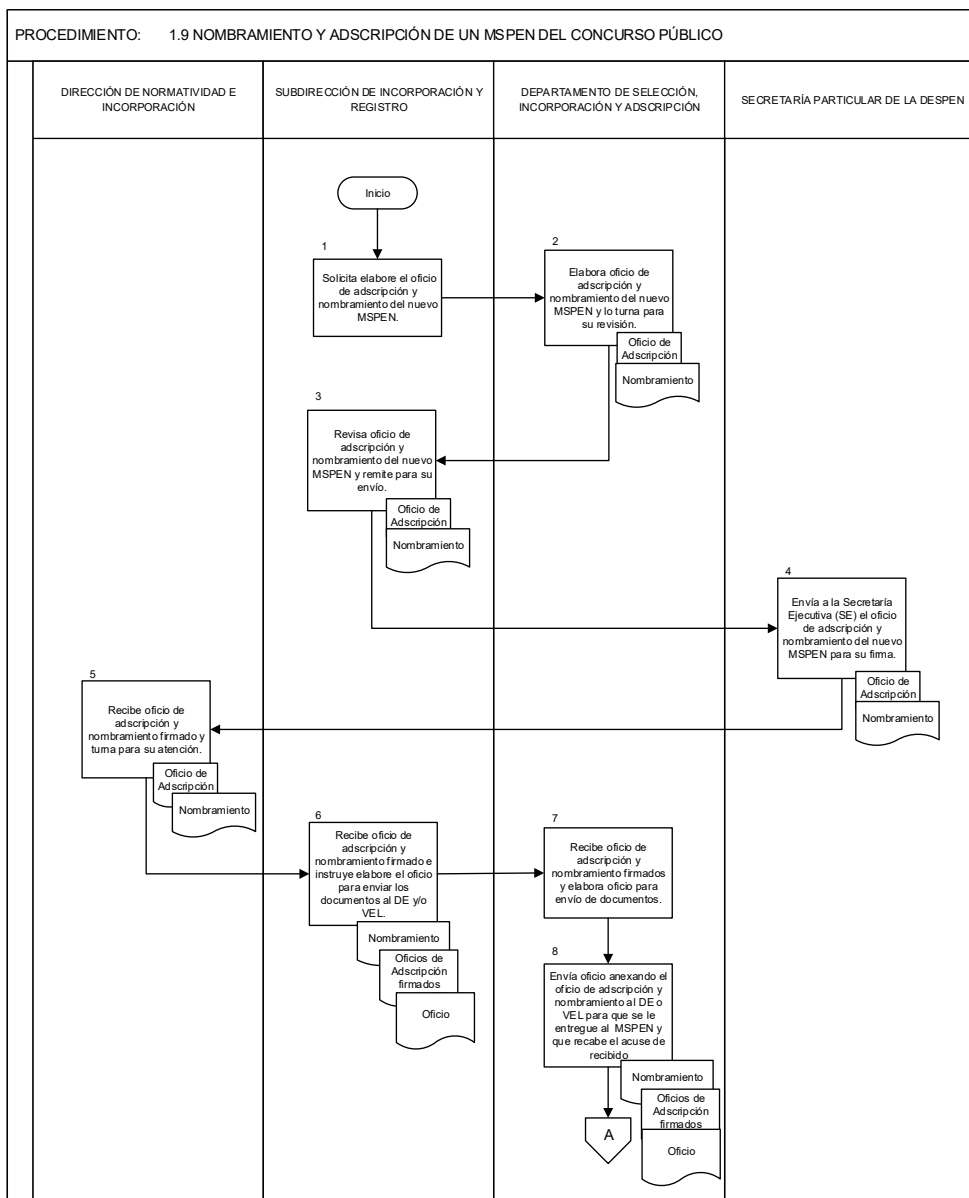 PROCEDIMIENTO: 1.9 NOMBRAMIENTO Y ADSCRIPCIÓN DE UN MSPEN DEL CONCURSO PÚBLICO
DIRECCIÓN DE NORMATIVIDAD E
INCORPORACIÓN
SUBDIRECCIÓN DE INCORPORACIÓN Y
REGISTRO
DEPARTAMENTO DE SELECCIÓN,
INCORPORACIÓN Y ADSCRIPCIÓN
SECRETARÍA PARTICULAR DE LA DESPEN
Inicio
1
Solicita elabore el oficio
de adscripción y
nombramiento del nuevo
MSPEN.
2
Elabora oficio de
adscripción y
nombramiento del nuevo
MSPEN y lo turna para
su revisión.
Oficio de
Adscripción
Nombramiento
3
Revisa oficio de
adscripción y
nombramiento del nuevo
MSPEN y remite para su
envío.
Oficio de
Adscripción
Nombramiento
4
Envía a la Secretaría
Ejecutiva (SE) el oficio
de adscripción y
nombramiento del nuevo
MSPEN para su firma.
Oficio de
Adscripción
Nombramiento
5
Recibe oficio de
adscripción y
nombramiento firmado y
turna para su atención.
Oficio de
Adscripción
Nombramiento
6
Recibe oficio de
adscripción y
nombramiento firmado e
instruye elabore el oficio
para enviar los
documentos al DE y/o
VEL.
Nombramiento
Oficios de
Adscripción
firmados
Oficio
7
Recibe oficio de
adscripción y
nombramiento firmados
y elabora oficio para
envío de documentos.
8
Envía oficio anexando el
oficio de adscripción y
nombramiento al DE o
VEL para que se le
entregue al MSPEN y
que recabe el acuse de
recibido
Nombramiento
Oficios de
Adscripción
firmados
Oficio
A